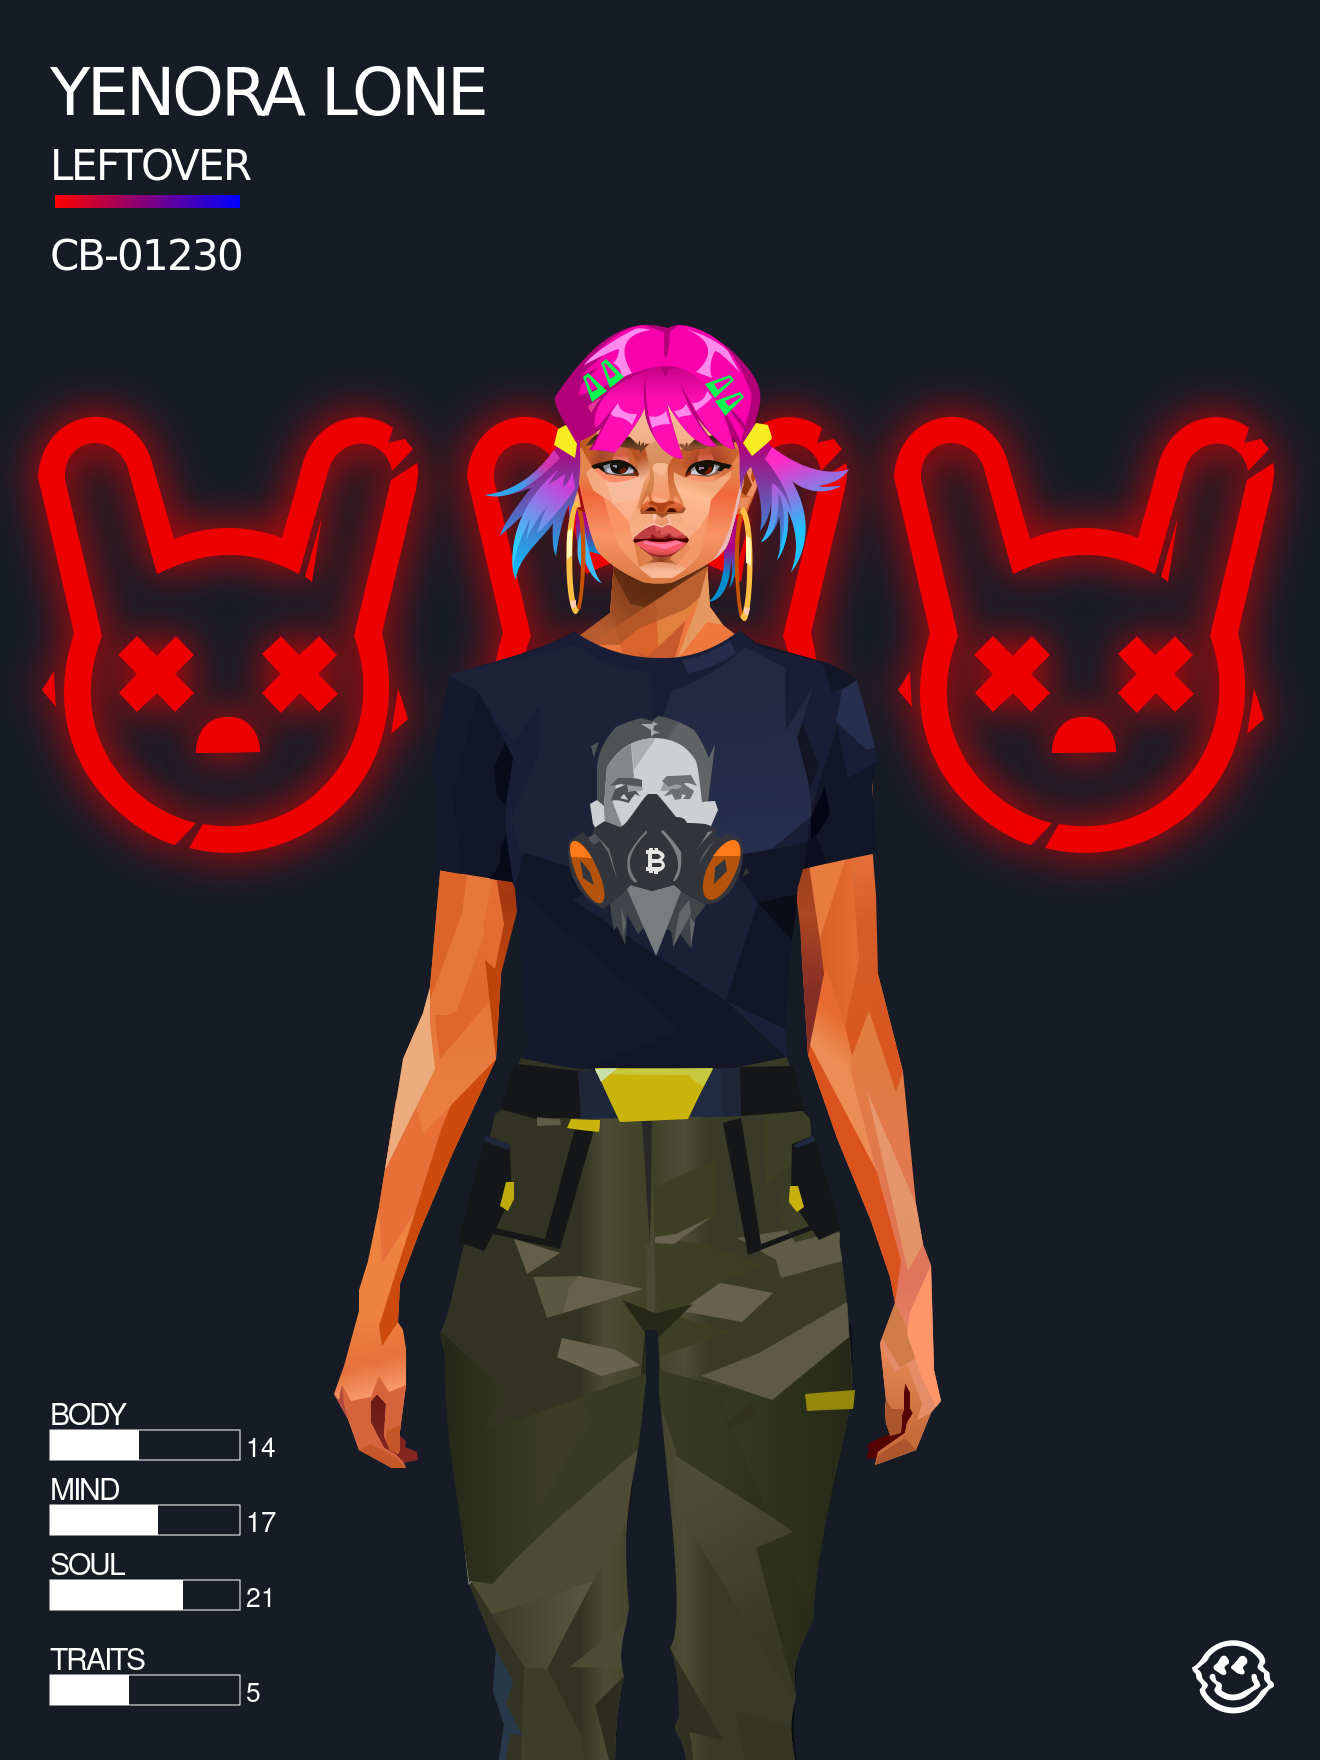 YENORA LONE
LEFTOVER
CB-01230
₿
BODY
14
MIND
17
SOUL
21
TRAITS
5